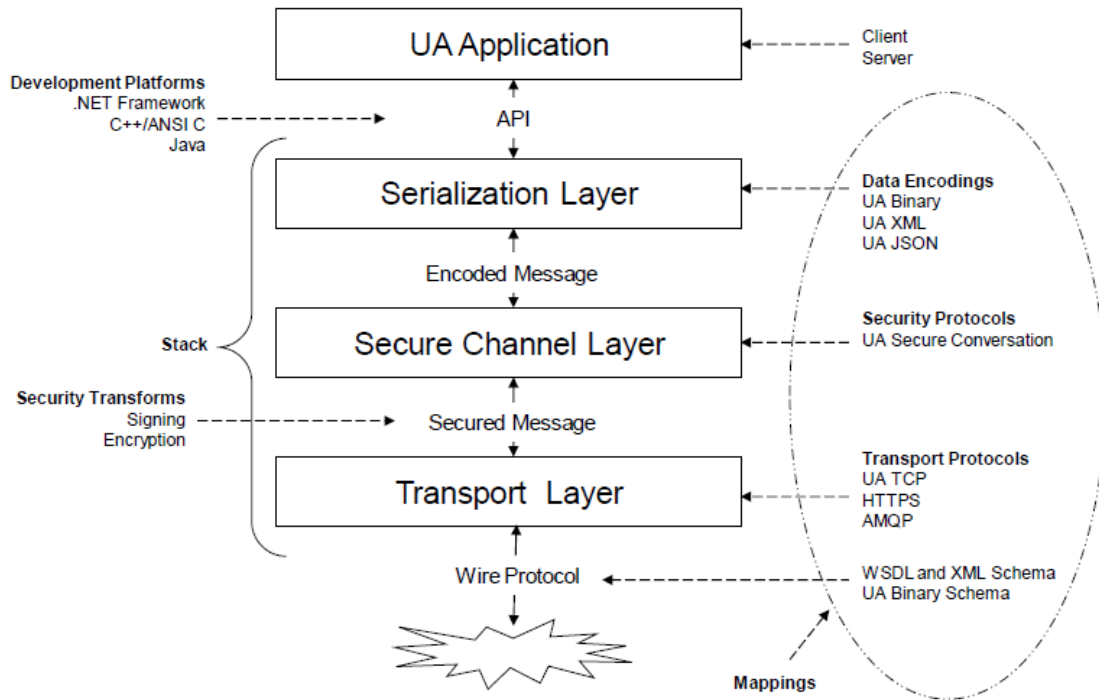 UA Application
Client
Server
Development Platforms
.NET Framework
C++/ANSI C
Java
API
Serialization Layer
Data Encodings
UA Binary
UA XML
UA JSON
Encoded Message
Stack
Secure Channel Layer
Security Protocols
UA Secure Conversation
Security Transforms
Signing
Encryption
Secured Message
Transport Layer
Transport Protocols
UA TCP
HTTPS
AMQP
Wire Protocol
WSDL and XML Schema
UA Binary Schema
Mappings